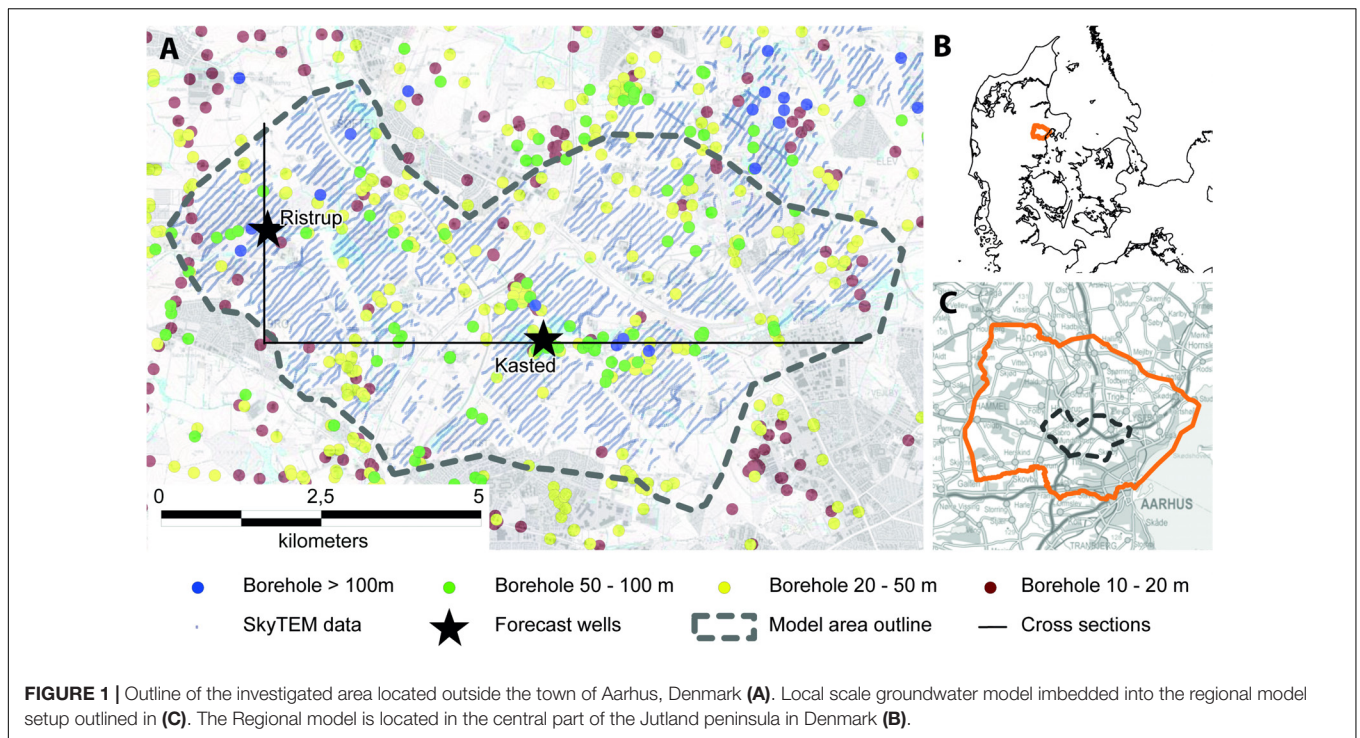 A
B
Ristrup
Kasted
C
HAMMEL
AARHUS
Skåde
0 2,5 5
kilometers
Borehole > 100m Borehole 50 - 100 m Borehole 20 - 50 m Borehole 10 - 20 m
SkyTEM data Forecast wells Model area outline Cross sections
FIGURE 1 | Outline of the investigated area located outside the town of Aarhus, Denmark (A). Local scale groundwater model imbedded into the regional model
setup outlined in (C). The Regional model is located in the central part of the Jutland peninsula in Denmark (B).